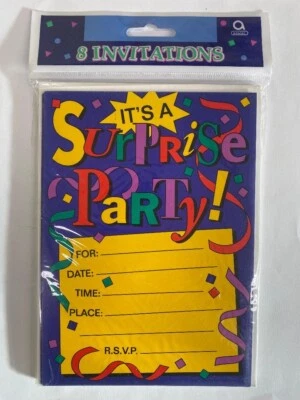 8 INVITATIONS
IT'S A
SURPRiSe
PaRTy!
FOR:
DATE:
TIME:
PLACE:
R.S.V.P.